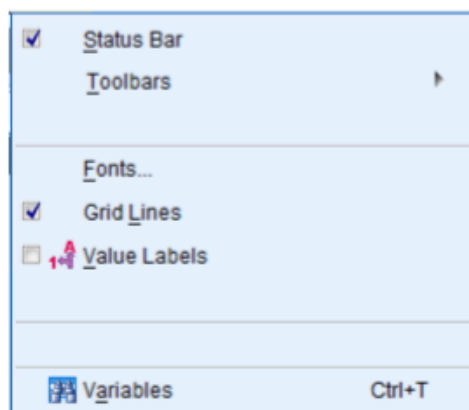 Status Bar
Toolbars
Fonts...
Grid Lines
Value Labels
Variables Ctrl+T